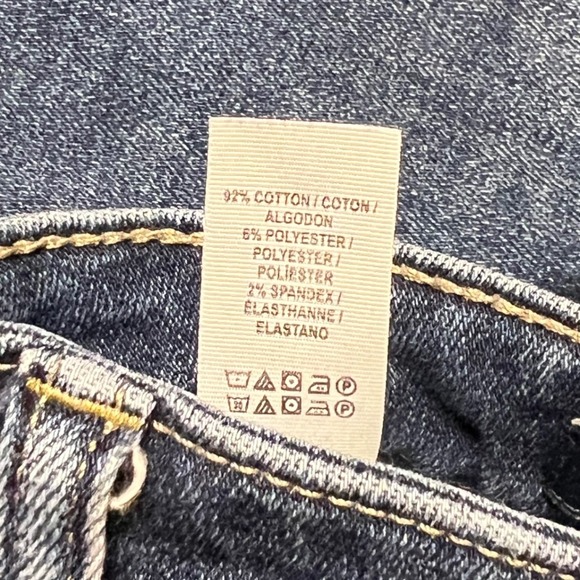 92% COTTON / COTON /
ALGODON
6% POLYESTER /
POLYESTER /
POLIÉSTER
2% SPANDEX /
ÉLASTHANNE /
ELASTANO
P
P